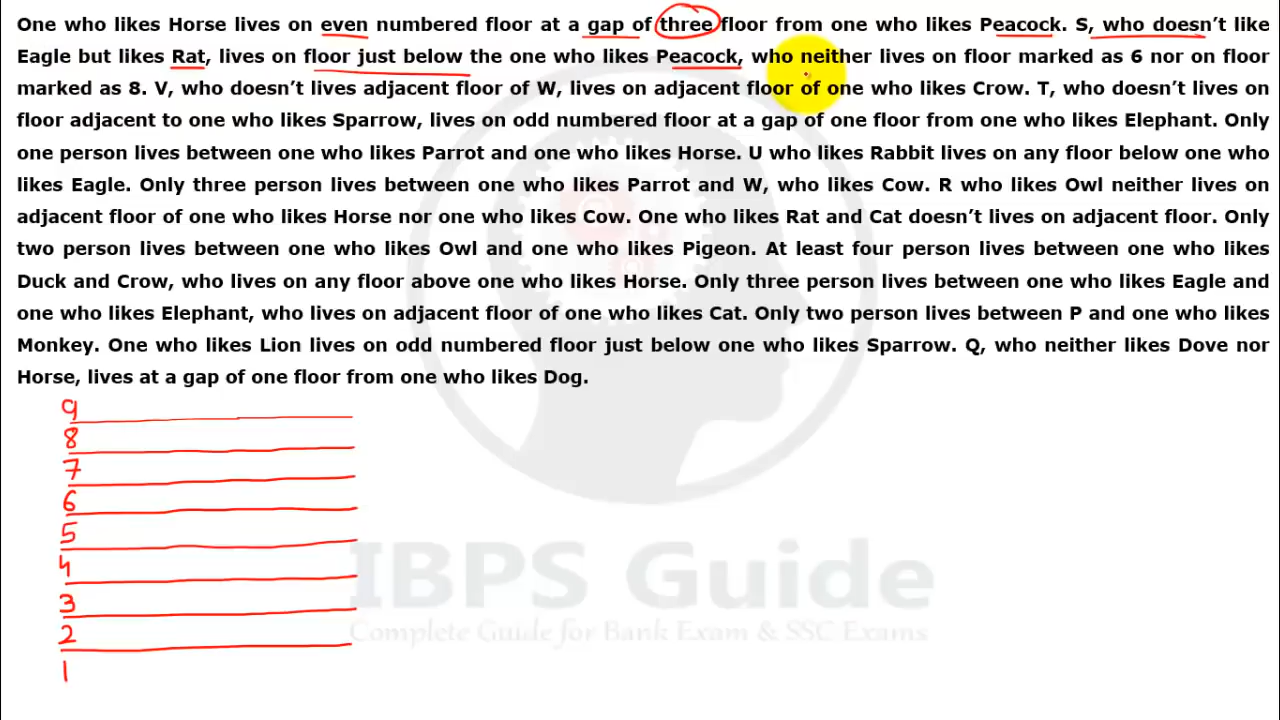 One who likes Horse lives on even numbered floor at a gap of three floor from one who likes Peacock. S, who doesn't like
Eagle but likes Rat, lives on floor just below the one who likes Peacock, who neither lives on floor marked as 6 nor on floor
marked as 8. V, who doesn't lives adjacent floor of W, lives on adjacent floor of one who likes Crow. T, who doesn't lives on
floor adjacent to one who likes Sparrow, lives on odd numbered floor at a gap of one floor from one who likes Elephant. Only
one person lives between one who likes Parrot and one who likes Horse. U who likes Rabbit lives on any floor below one who
likes Eagle. Only three person lives between one who likes Parrot and W, who likes Cow. R who likes Owl neither lives on
adjacent floor of one who likes Horse nor one who likes Cow. One who likes Rat and Cat doesn't lives on adjacent floor. Only
two person lives between one who likes Owl and one who likes Pigeon. At least four person lives between one who likes
Duck and Crow, who lives on any floor above one who likes Horse. Only three person lives between one who likes Eagle and
one who likes Elephant, who lives on adjacent floor of one who likes Cat. Only two person lives between P and one who likes
Monkey. One who likes Lion lives on odd numbered floor just below one who likes Sparrow. Q, who neither likes Dove nor
Horse, lives at a gap of one floor from one who likes Dog.
9
8
7
6
5
4
3
2
1
IBPS Guide
Complete Guide for Bank Exam & SSC Exams